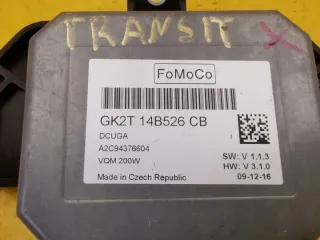 TRANSIT X
FoMoCo
GK2T 14B526 CB
DCUGA I
A2C94376604
VQM 200W
SW: V 1.1.3
HW: V 3.1.0
Made in Czech Republic 09-12-16